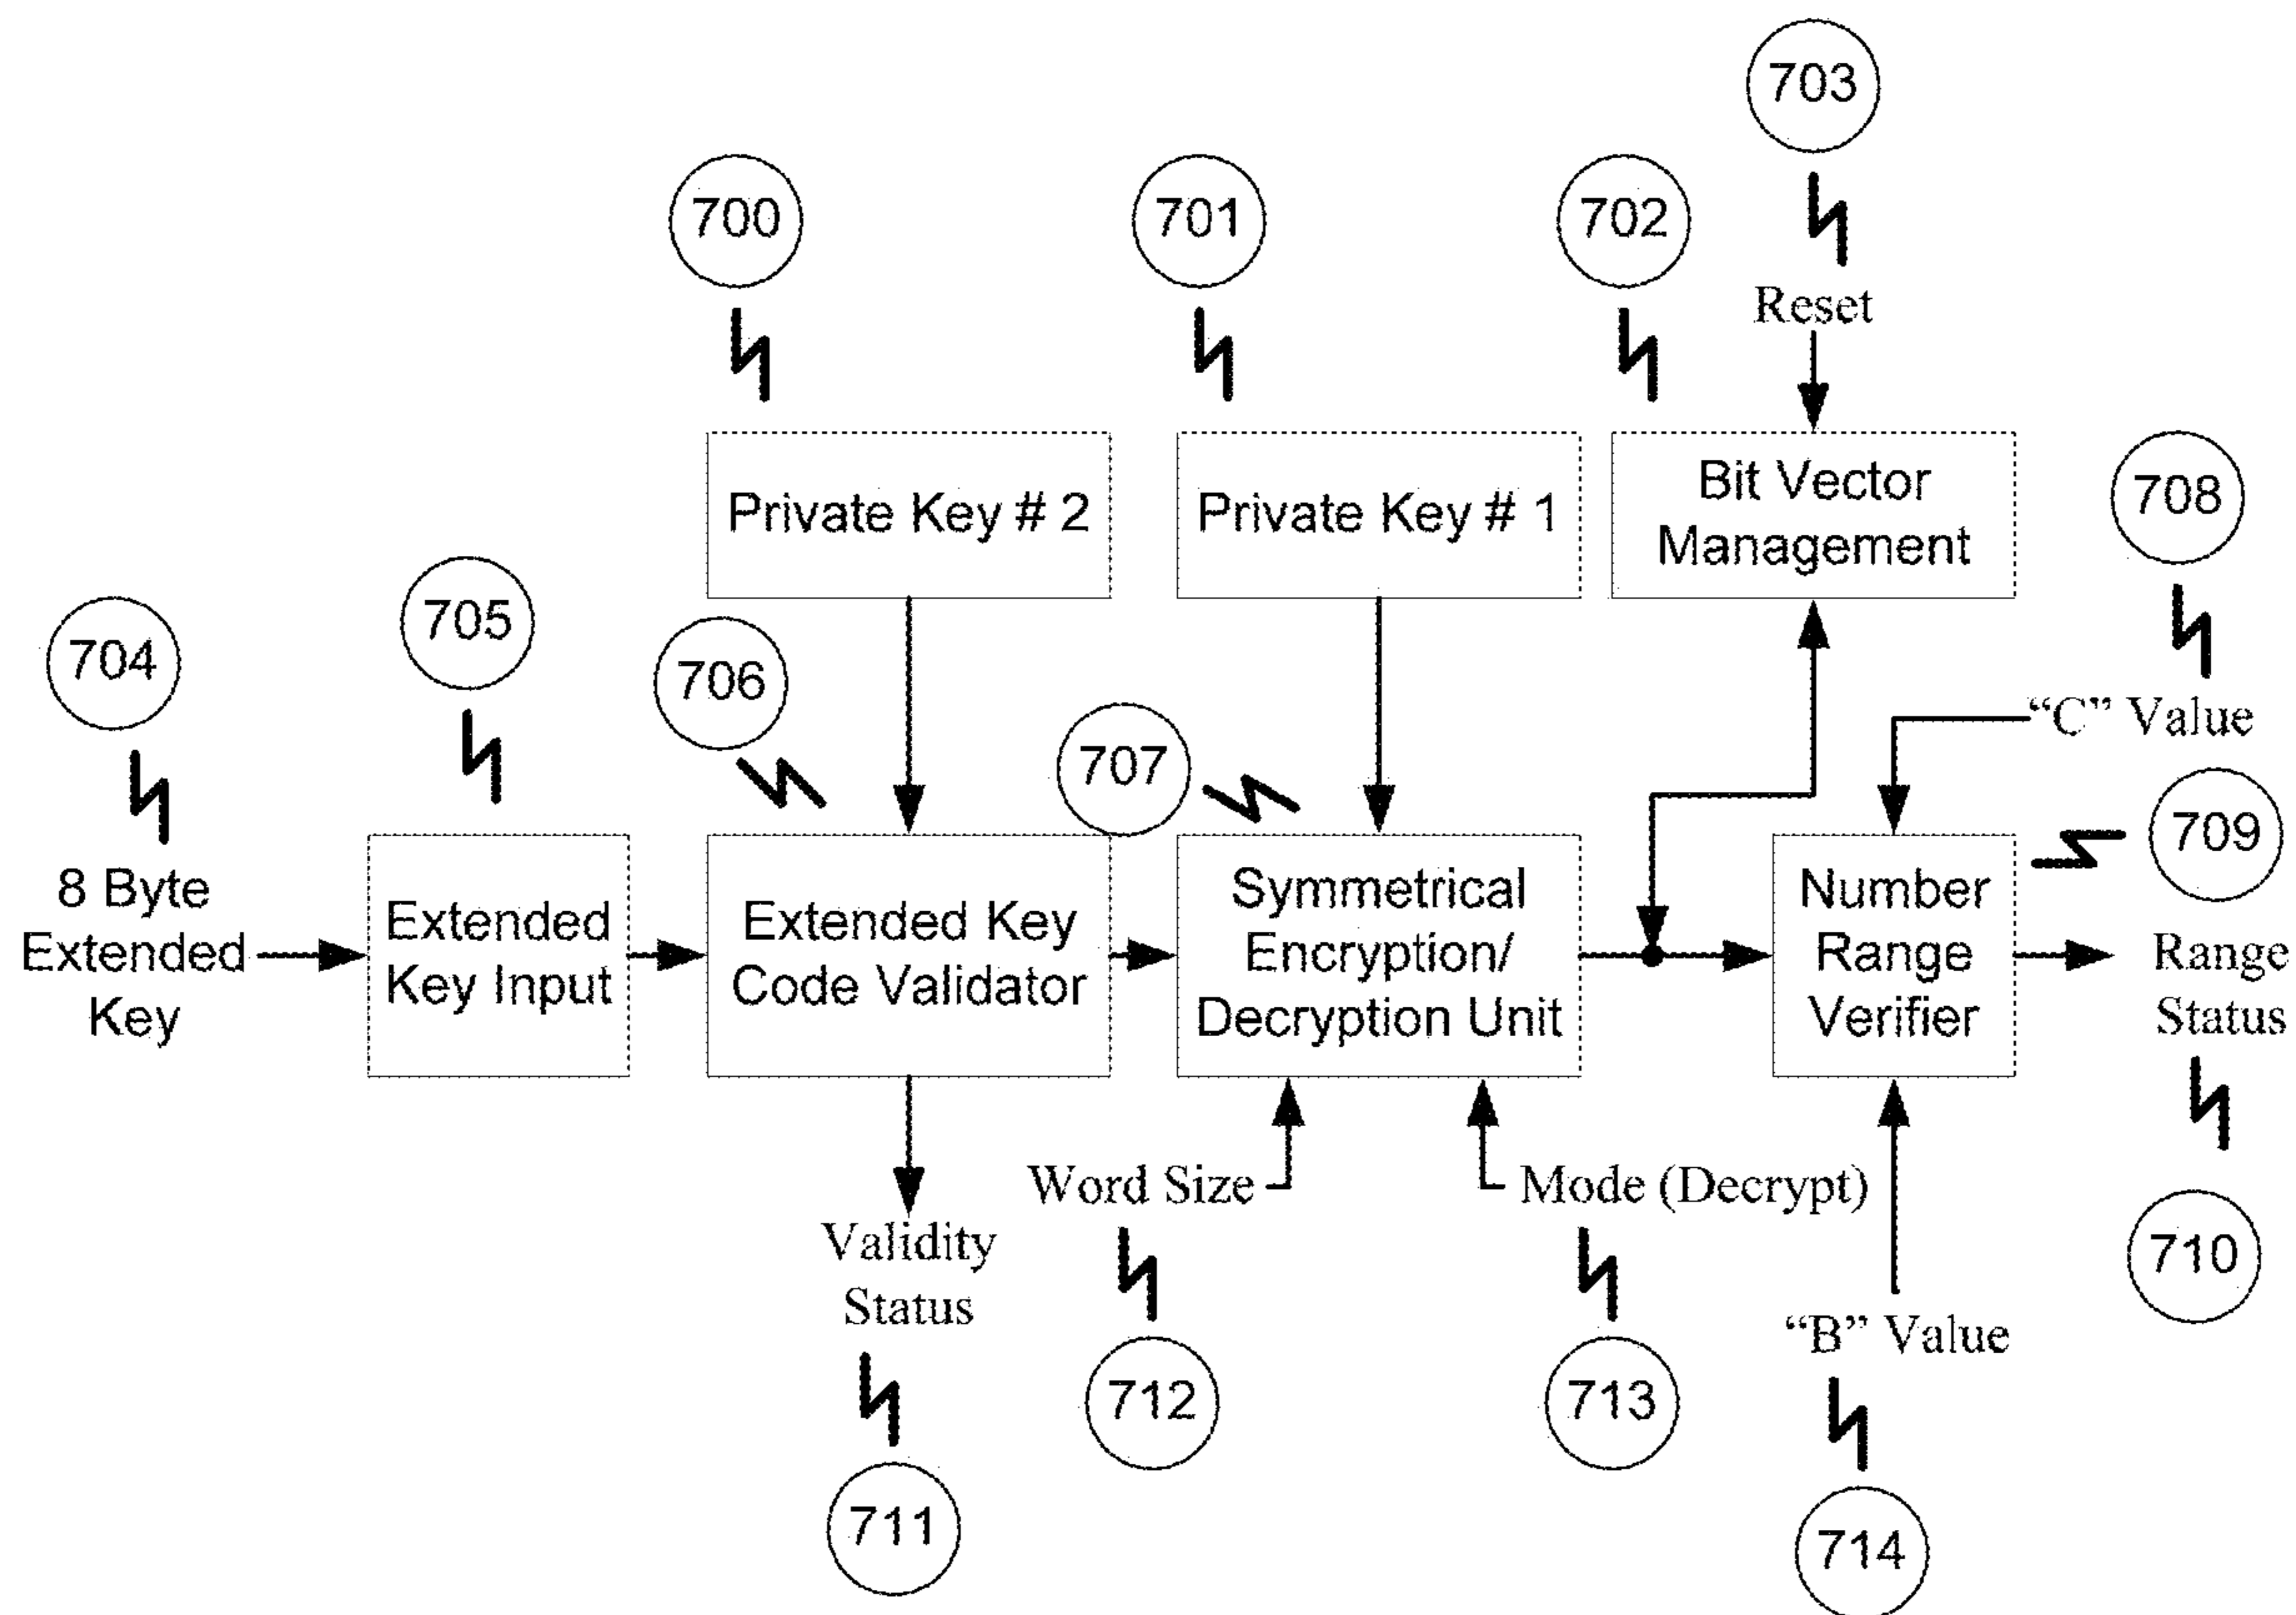 703
700
701
702
Reset
Private Key # 2
Private Key # 1
Bit Vector
Management
708
704
705
706
707
"C" Value
709
8 Byte
Extended
Key
Extended
Key Input
Extended Key
Code Validator
Symmetrical
Encryption/
Decryption Unit
Number
Range
Verifier
Range
Status
Validity
Status
Word Size
Mode (Decrypt)
710
"B" Value
711
712
713
714